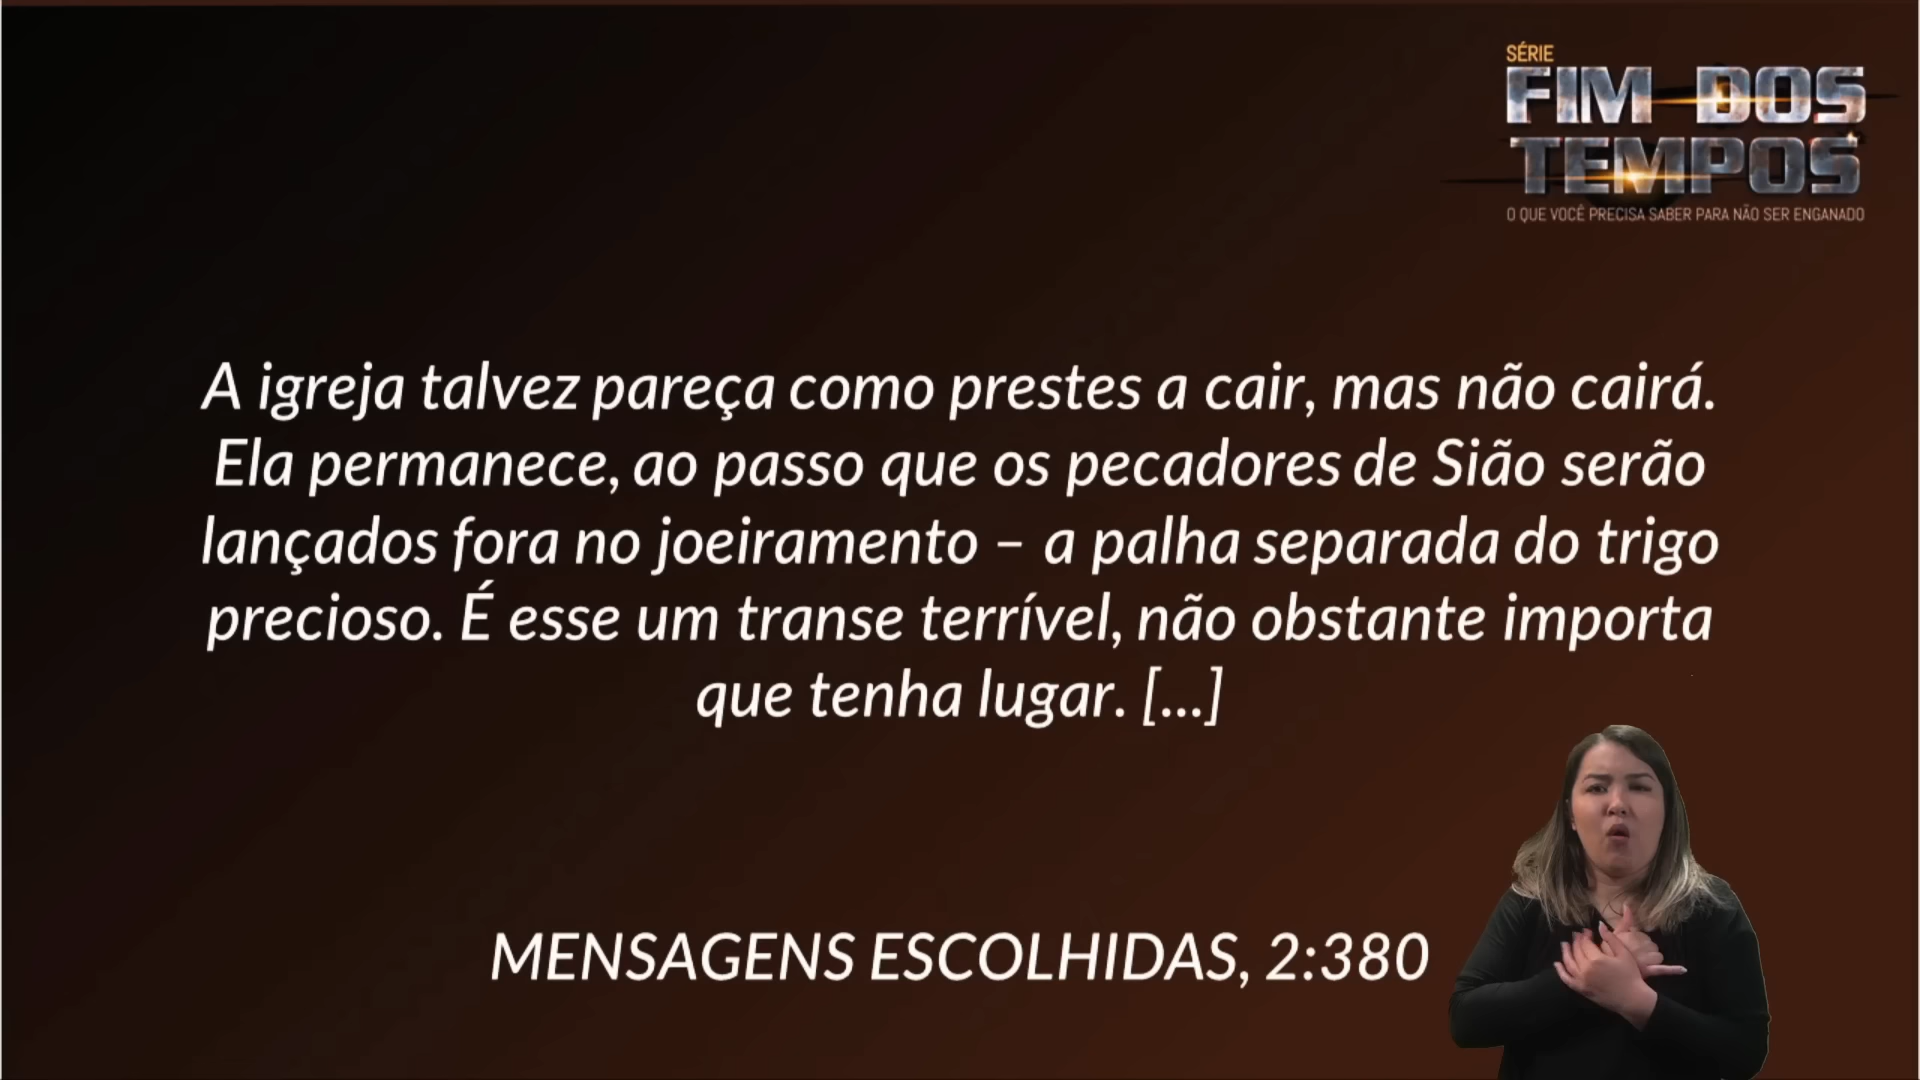 SÉRIE
FIM DOS
TEMPOS
O QUE VOCÊ PRECISA SABER PARA NÃO SER ENGANADO
A igreja talvez pareça como prestes a cair, mas não cairá.
Ela permanece, ao passo que os pecadores de Sião serão
lançados fora no joeiramento – a palha separada do trigo
precioso. É esse um transe terrível, não obstante importa
que tenha lugar. [...]
MENSAGENS ESCOLHIDAS, 2:380